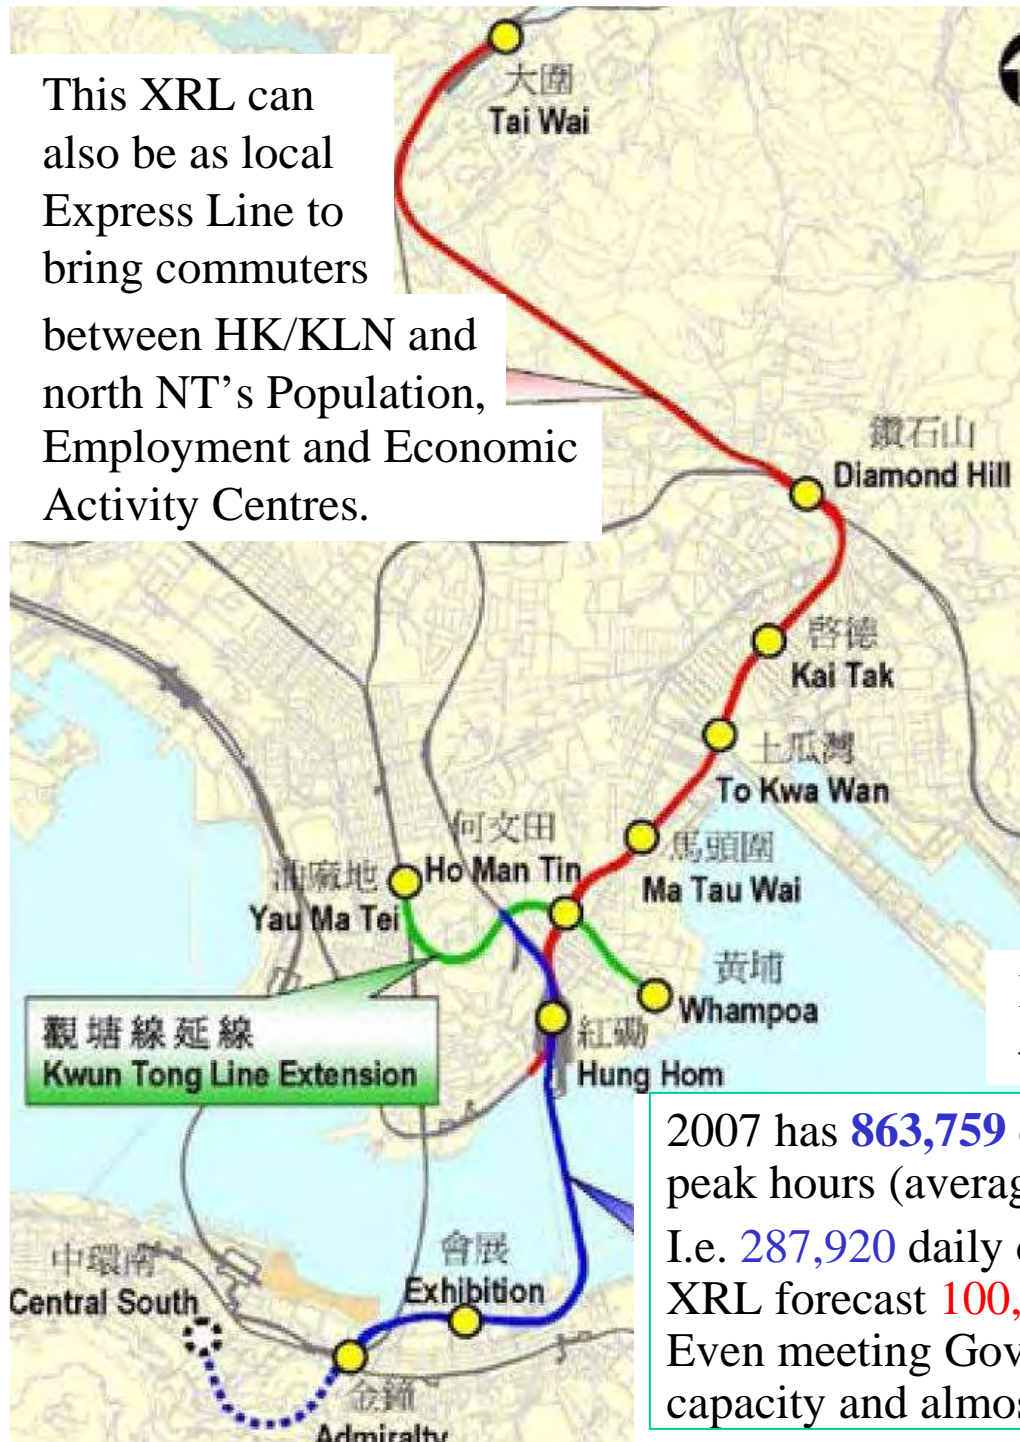 大圍
Tai Wai
This XRL can
also be as local
Express Line to
bring commuters
between HK/KLN and
north NT’s Population,
Employment and Economic
Activity Centres.
鑽石山
Diamond Hill
啓德
Kai Tak
土瓜灣
To Kwa Wan
馬頭圍
Ma Tau Wai
何文田
Ho Man Tin
油麻地
Yau Ma Tei
黃埔
Whampoa
觀塘線延線
Kwun Tong Line Extension
紅磡
Hung Hom
2007 has 863,759
peak hours (averag
I.e. 287,920 daily
XRL forecast 100,
Even meeting Gov
capacity and almos
中環南
Central South
會展
Exhibition
金鐘
Admiralty